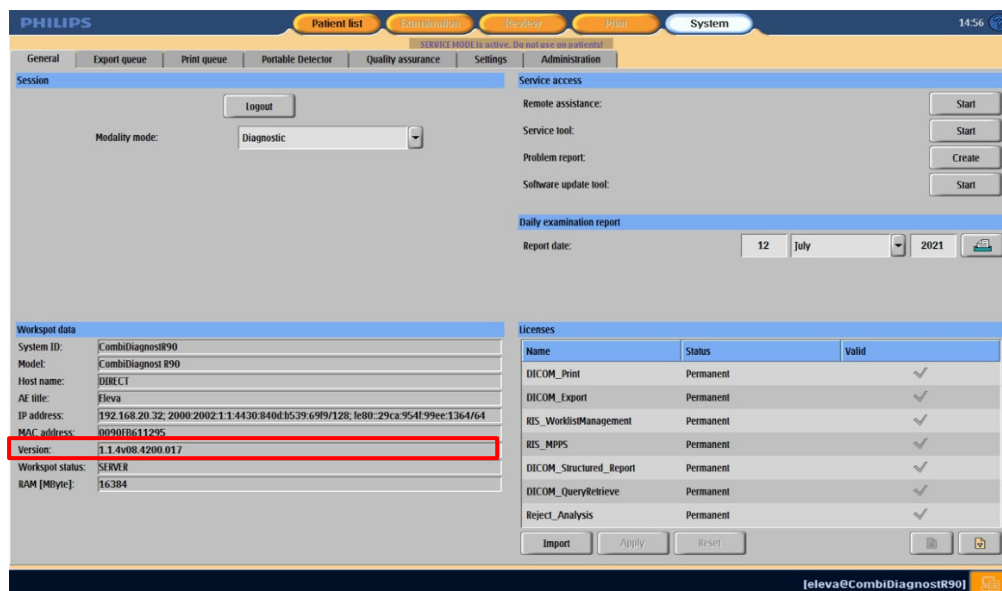 PHILIPS
Patient list
Examination
Review
Print
System
14:56
SERVICE MODE is active. Do not use on patients!
General
Export queue
Print queue
Portable Detector
Quality assurance
Settings
Administration
Session
Logout
Modality mode:
Diagnostic
Service access
Remote assistance:
Start
Service tool:
Start
Problem report:
Create
Software update tool:
Start
Daily examination report
Report date:
12
July
2021
Workspot data
System ID: CombiDiagnostR90
Model: CombiDiagnost R90
Host name: DIRECT
AE title: Eleva
IP address: 192.168.20.32; 2000:2002:1:1:4430:840d:b539:69f9/128; fe80::29ca:954f:99ee:1364/64
MAC address: 0090FB611295
Version: 1.1.4v08.4200.017
Workspot status: SERVER
RAM [MByte]: 16384
Licenses
Name Status Valid
DICOM_Print Permanent
DICOM_Export Permanent
RIS_WorklistManagement Permanent
RIS_MPPS Permanent
DICOM_Structured_Report Permanent
DICOM_QueryRetrieve Permanent
Reject_Analysis Permanent
Import
Apply
Reset
[eleva@CombiDiagnostR90]